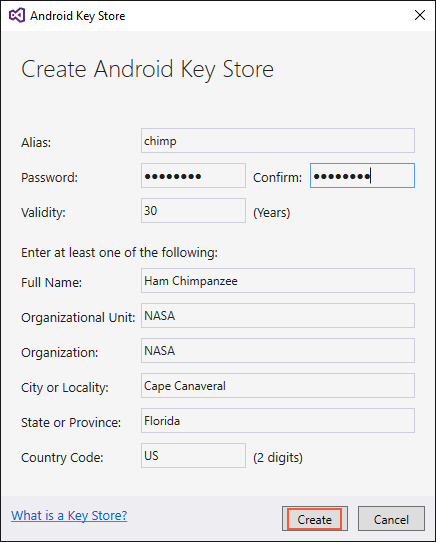 Android Key Store
Create Android Key Store
Alias: chimp
Password: ●●●●●●●● Confirm: ●●●●●●●●
Validity: 30 (Years)
Enter at least one of the following:
Full Name: Ham Chimpanzee
Organizational Unit: NASA
Organization: NASA
City or Locality: Cape Canaveral
State or Province: Florida
Country Code: US (2 digits)
What is a Key Store? Create Cancel